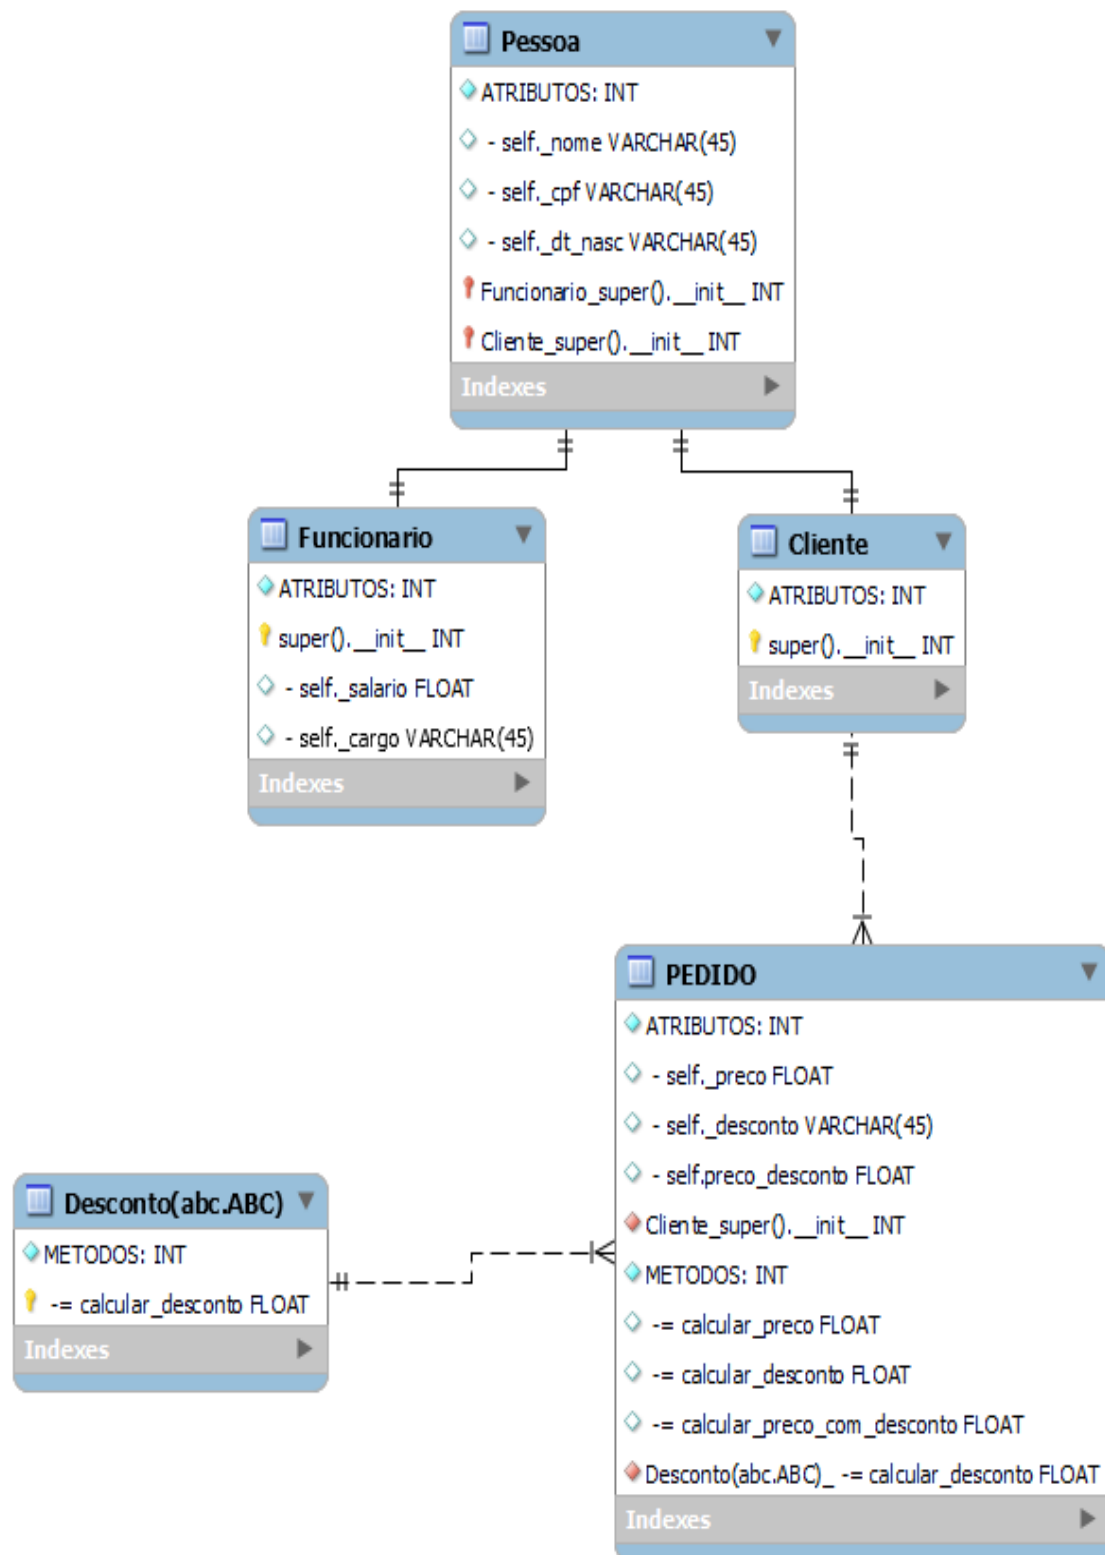 Pessoa
ATRIBUTOS: INT
- self._nome VARCHAR(45)
- self._cpf VARCHAR(45)
- self._dt_nasc VARCHAR(45)
Funcionario_super().__init__ INT
Cliente_super().__init__ INT
Indexes
Funcionario
ATRIBUTOS: INT
super().__init__ INT
- self._salario FLOAT
- self._cargo VARCHAR(45)
Indexes
Cliente
ATRIBUTOS: INT
super().__init__ INT
Indexes
PEDIDO
ATRIBUTOS: INT
- self._preco FLOAT
- self._desconto VARCHAR(45)
- self.preco_desconto FLOAT
Cliente_super().__init__ INT
METODOS: INT
-= calcular_preco FLOAT
-= calcular_desconto FLOAT
-= calcular_preco_com_desconto FLOAT
Desconto(abc.ABC)_ -= calcular_desconto FLOAT
Indexes
Desconto(abc.ABC)
METODOS: INT
-= calcular_desconto FLOAT
Indexes